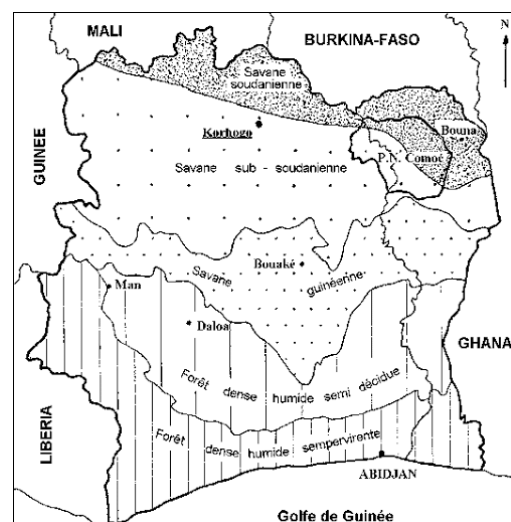 MALI
BURKINA-FASO
N
Savane
soudanienne
Korhogo
Bouna
P.N. Comoé
GUINEE
Savane sub - soudanienne
Bouaké
Savane guinéenne
Man
Daloa
GHANA
Forêt dense humide semi décidue
LIBERIA
Forêt dense humide sempervirente
ABIDJAN
Golfe de Guinée